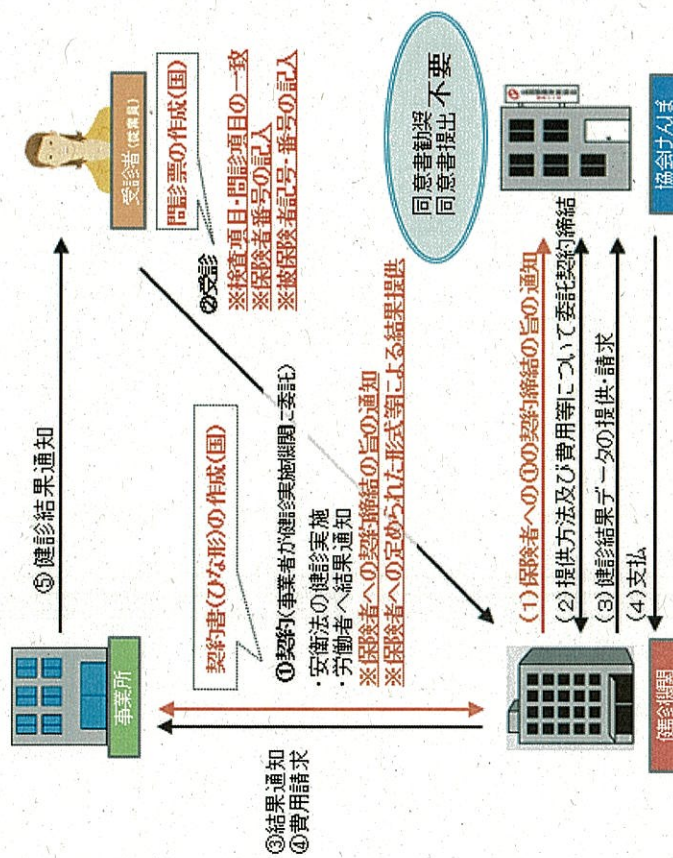 事業所
⑤健診結果通知
受診者(従業員)
③結果通知
④費用請求
契約書(ひな形)の作成(国)
問診票の作成(国)
①契約(事業者が健診実施機関に委託)
・安衛法の健診実施
・労働者へ結果通知
※保険者への契約締結の旨の通知
※保険者への定められた形式等による結果提供
②受診
※検査項目・問診項目の一致
※保険者番号の記入
※被保険者記号・番号の記入
同意書勧奨
同意書提出 不要
健診機関
(1)保険者への①の契約締結の旨の通知
(2)提供方法及び費用等について委託契約締結
(3)健診結果データの提供・請求
(4)支払
協会けんぽ